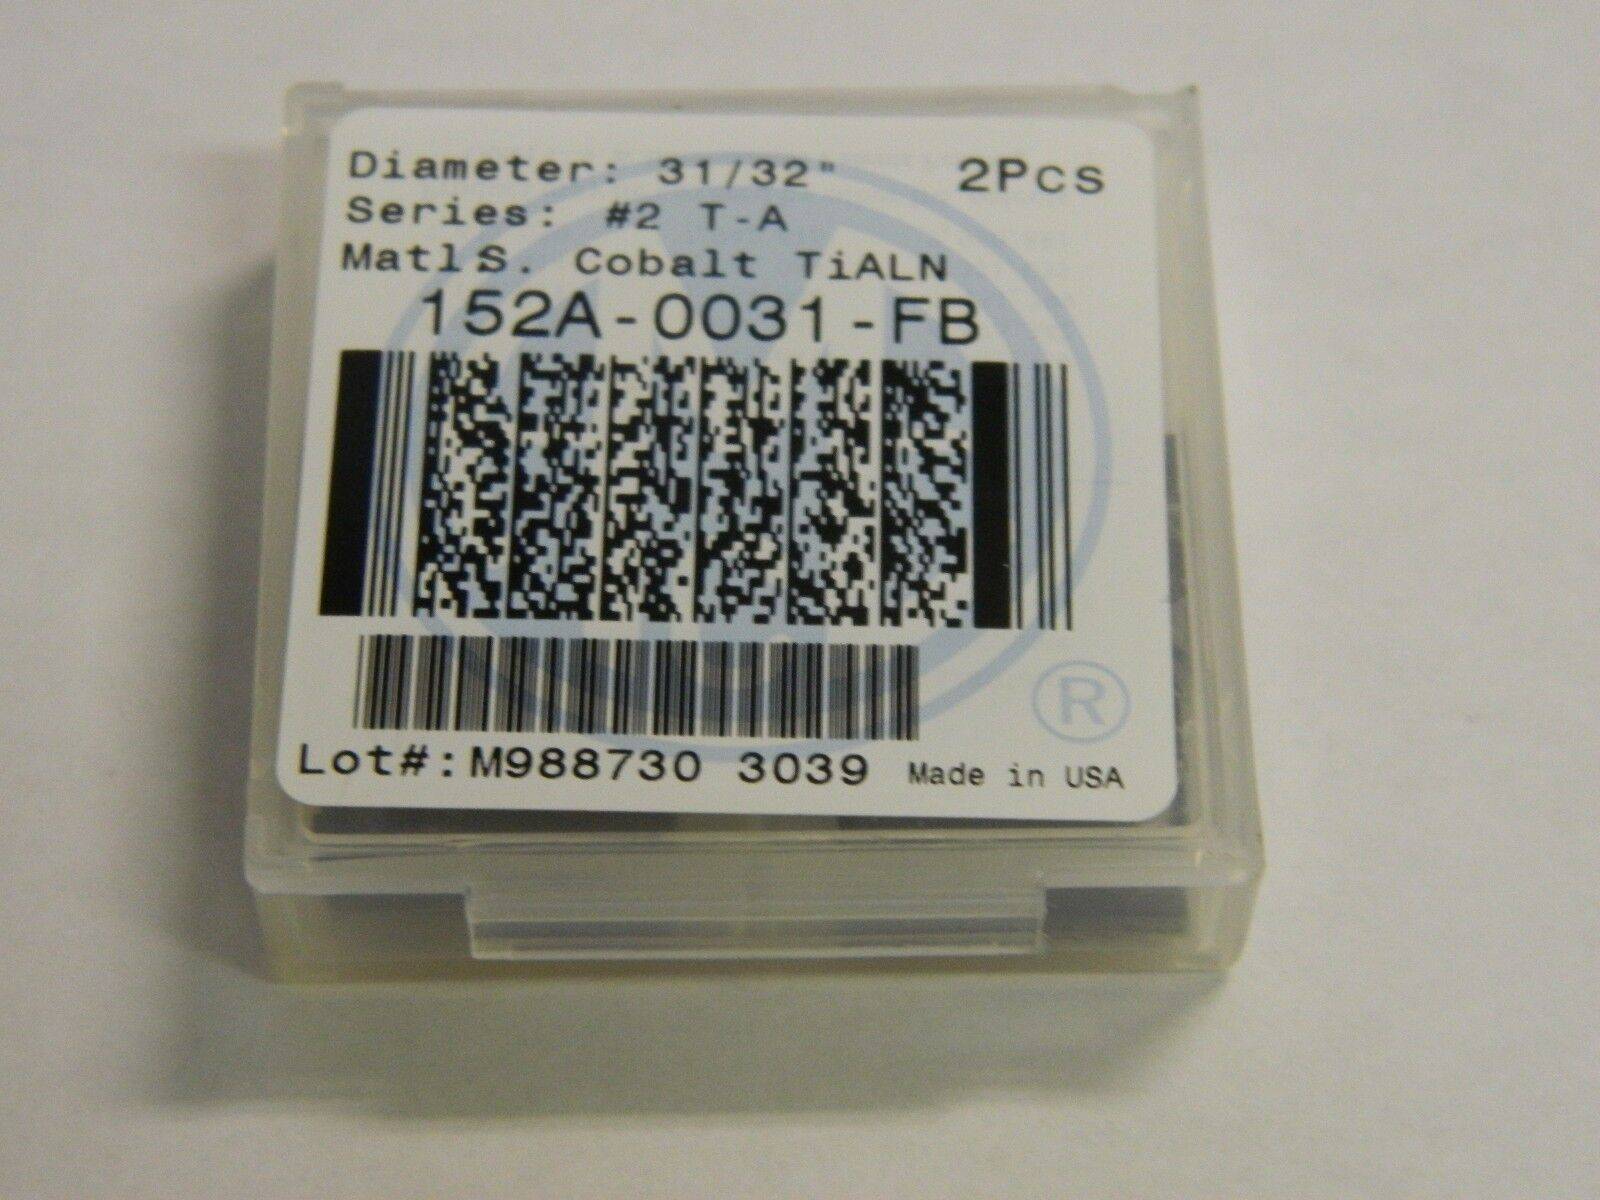 Diameter: 31/32" 2Pcs
Series: #2 T-A
Matl:S. Cobalt TiALN
152A-0031-FB
®
Lot#:M988730 3039 Made in USA